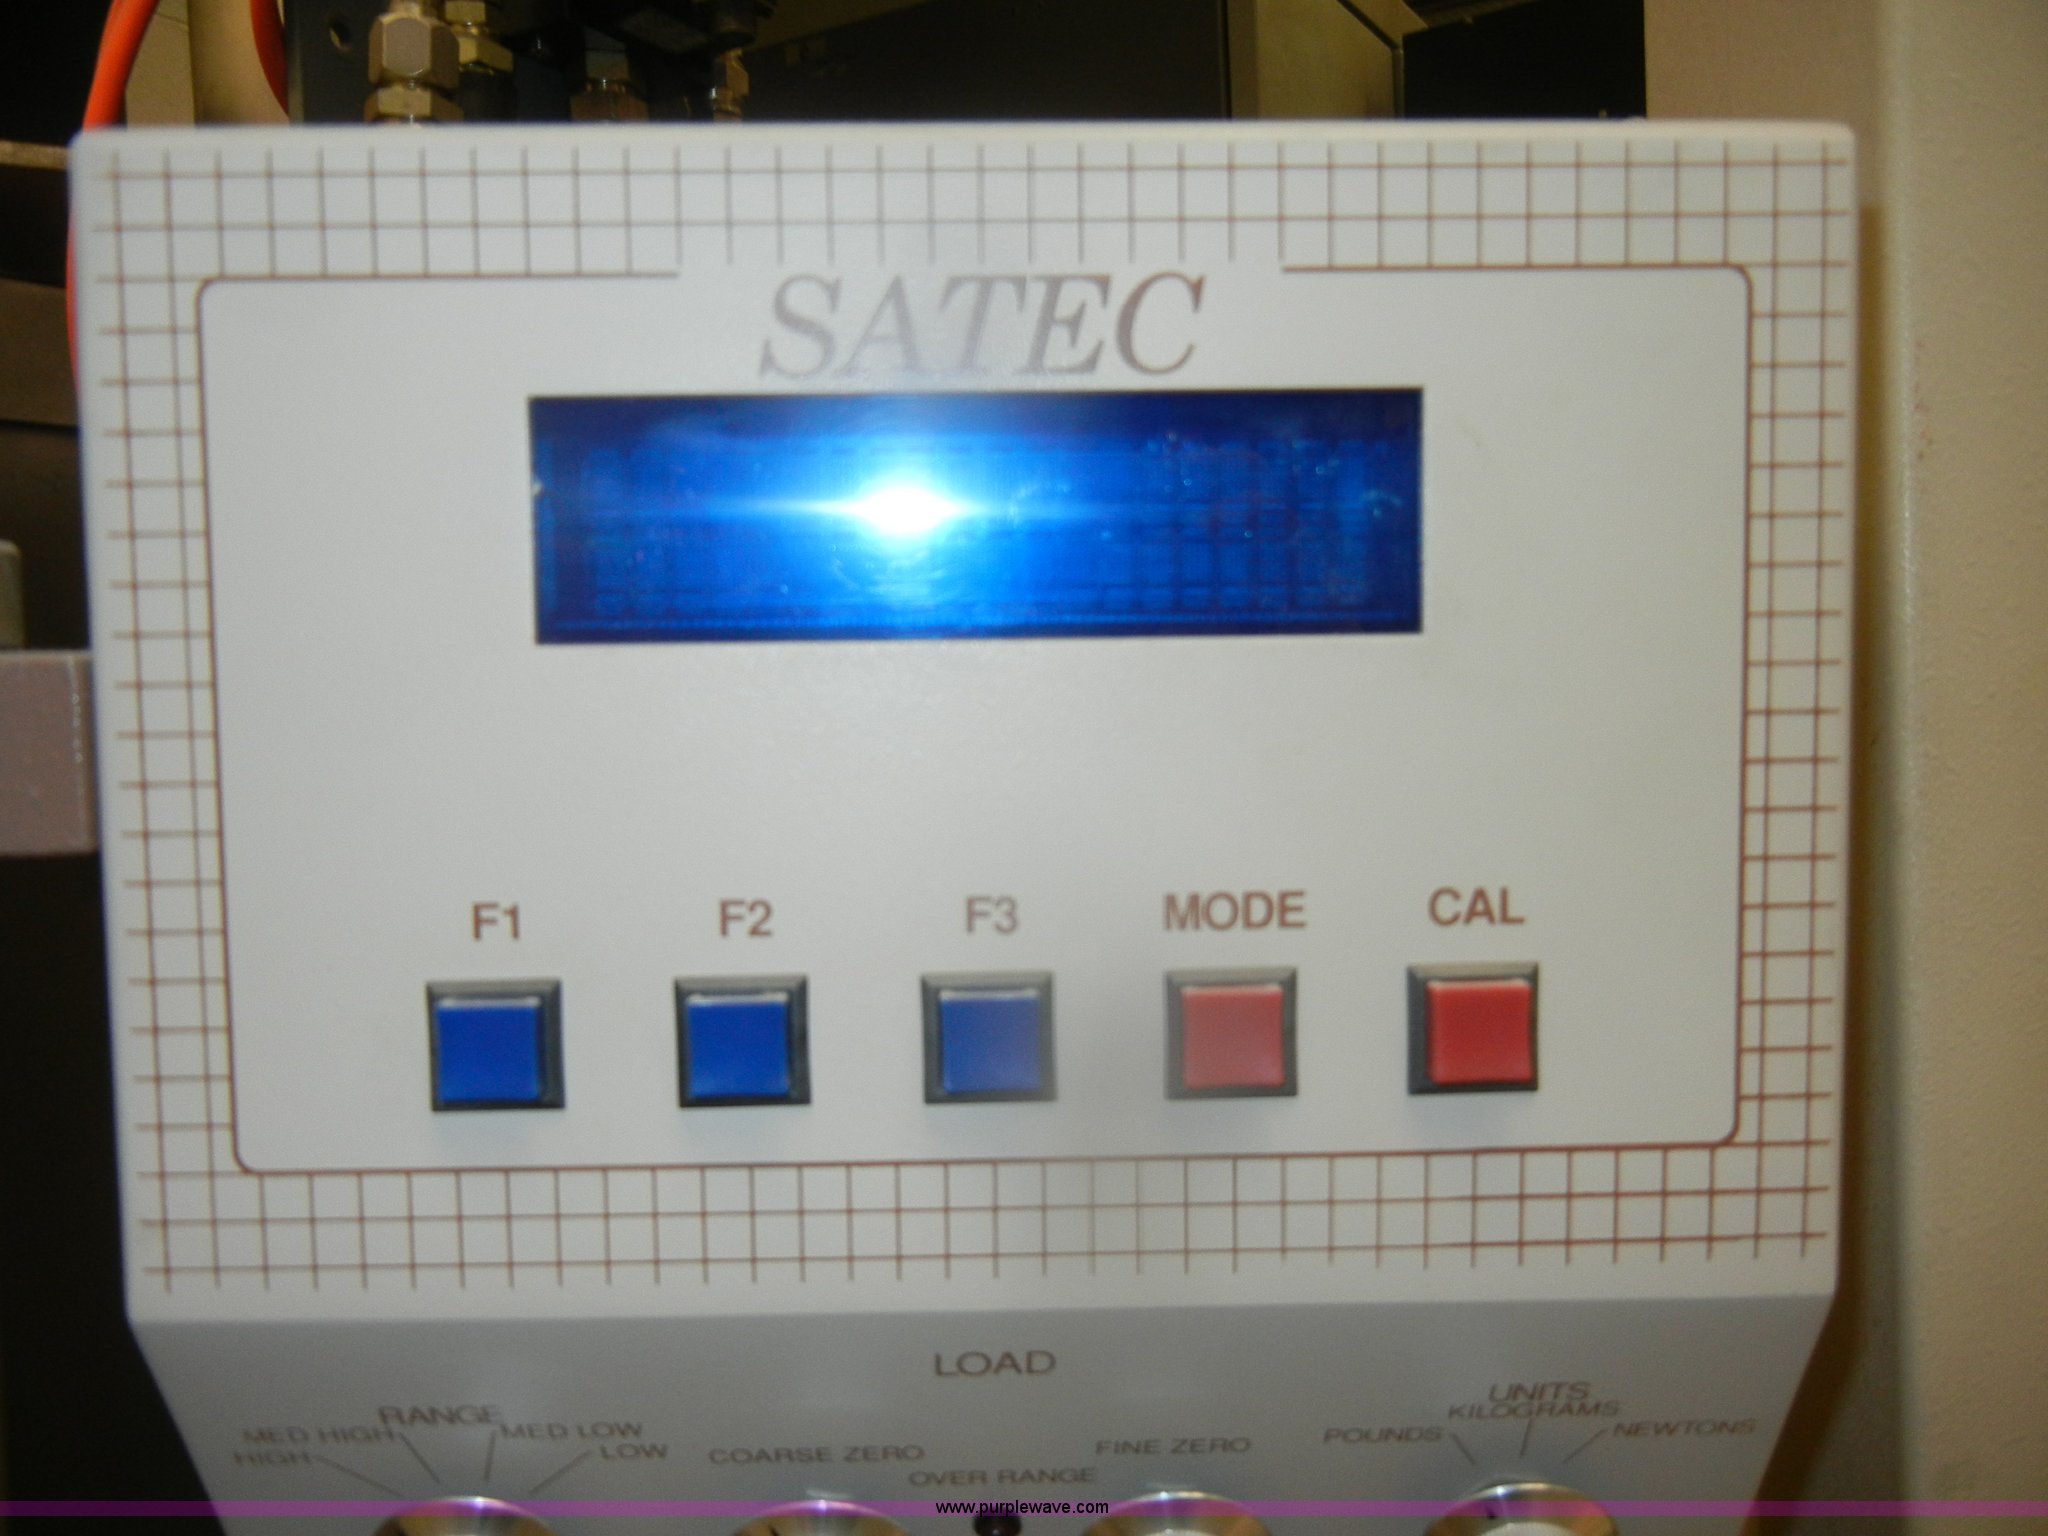 SATEC
F1 F2 F3 MODE CAL
LOAD
RANGE
MED HIGH MED LOW
HIGH LOW
COARSE ZERO
OVER RANGE
FINE ZERO
UNITS
KILOGRAMS
POUNDS NEWTONS
www.purplewave.com